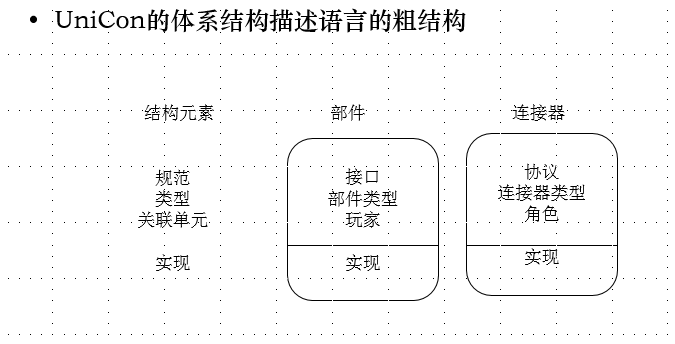 • UniCon的体系结构描述语言的粗结构
结构元素 部件 连接器
规范 接口 协议
类型 部件类型 连接器类型
关联单元 玩家 角色
实现 实现 实现